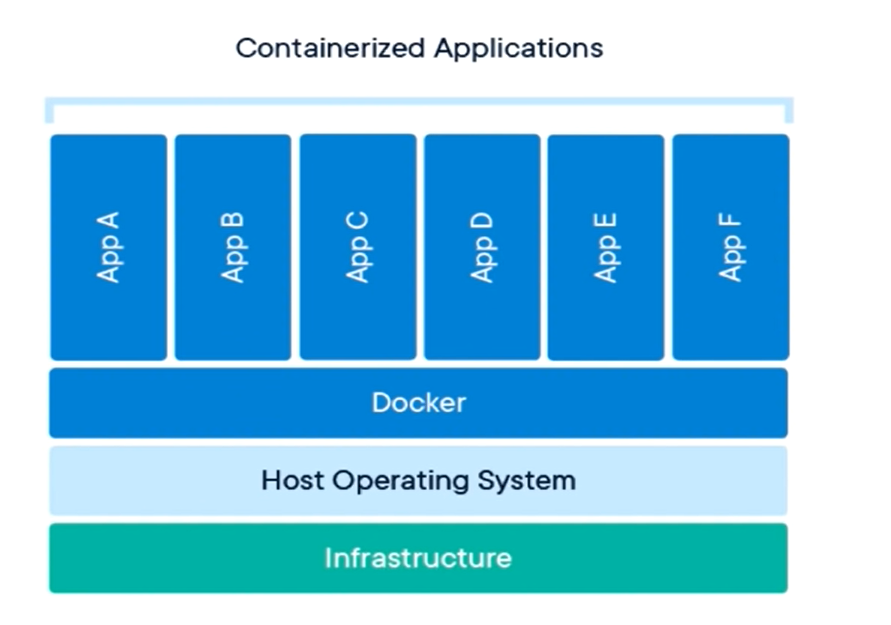 Containerized Applications
App A
App B
App C
App D
App E
App F
Docker
Host Operating System
Infrastructure